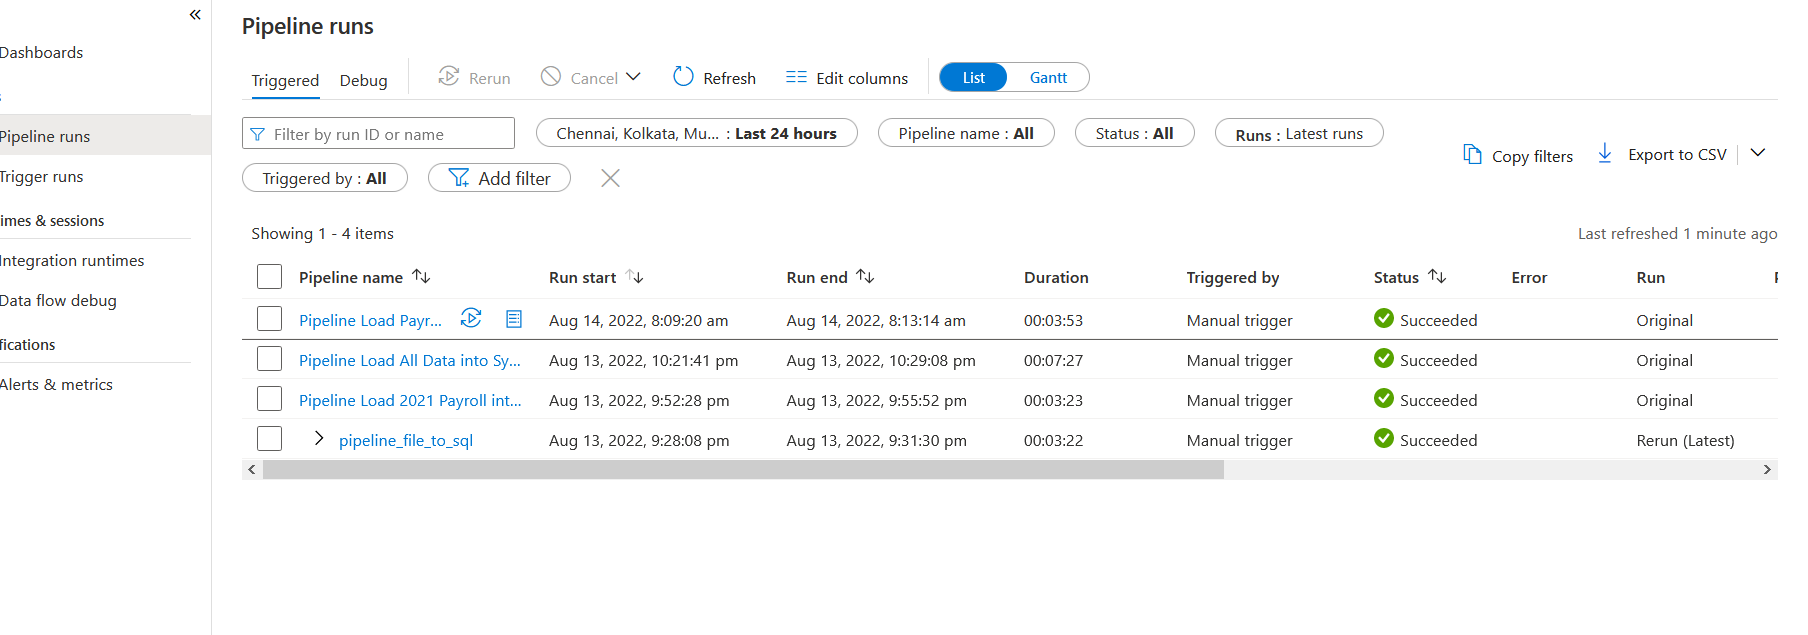 «
Pipeline runs
Dashboards
Triggered Debug Rerun Cancel Refresh Edit columns List Gantt
Pipeline runs
Filter by run ID or name Chennai, Kolkata, Mu... : Last 24 hours Pipeline name : All Status : All Runs : Latest runs
Copy filters Export to CSV
Trigger runs
Triggered by : All Add filter
imes & sessions
Showing 1 - 4 items Last refreshed 1 minute ago
Integration runtimes
Pipeline name Run start Run end Duration Triggered by Status Error Run
Data flow debug
Pipeline Load Payr... Aug 14, 2022, 8:09:20 am Aug 14, 2022, 8:13:14 am 00:03:53 Manual trigger Succeeded Original
fications
Pipeline Load All Data into Sy... Aug 13, 2022, 10:21:41 pm Aug 13, 2022, 10:29:08 pm 00:07:27 Manual trigger Succeeded Original
Alerts & metrics
Pipeline Load 2021 Payroll int... Aug 13, 2022, 9:52:28 pm Aug 13, 2022, 9:55:52 pm 00:03:23 Manual trigger Succeeded Original
pipeline_file_to_sql Aug 13, 2022, 9:28:08 pm Aug 13, 2022, 9:31:30 pm 00:03:22 Manual trigger Succeeded Rerun (Latest)